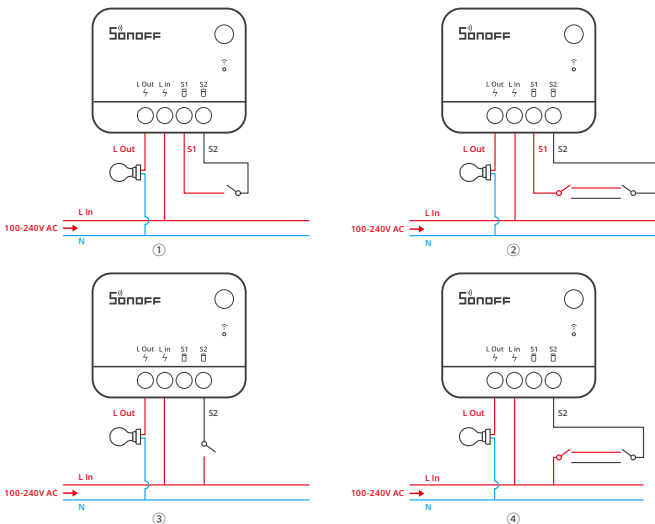 SONOFF
L Out L in S1 S2
L Out S1 S2
L In
100-240V AC
N
①
SONOFF
L Out L in S1 S2
L Out S1 S2
L In
100-240V AC
N
②
SONOFF
L Out L in S1 S2
L Out S2
L In
100-240V AC
N
③
SONOFF
L Out L in S1 S2
L Out S2
L In
100-240V AC
N
④